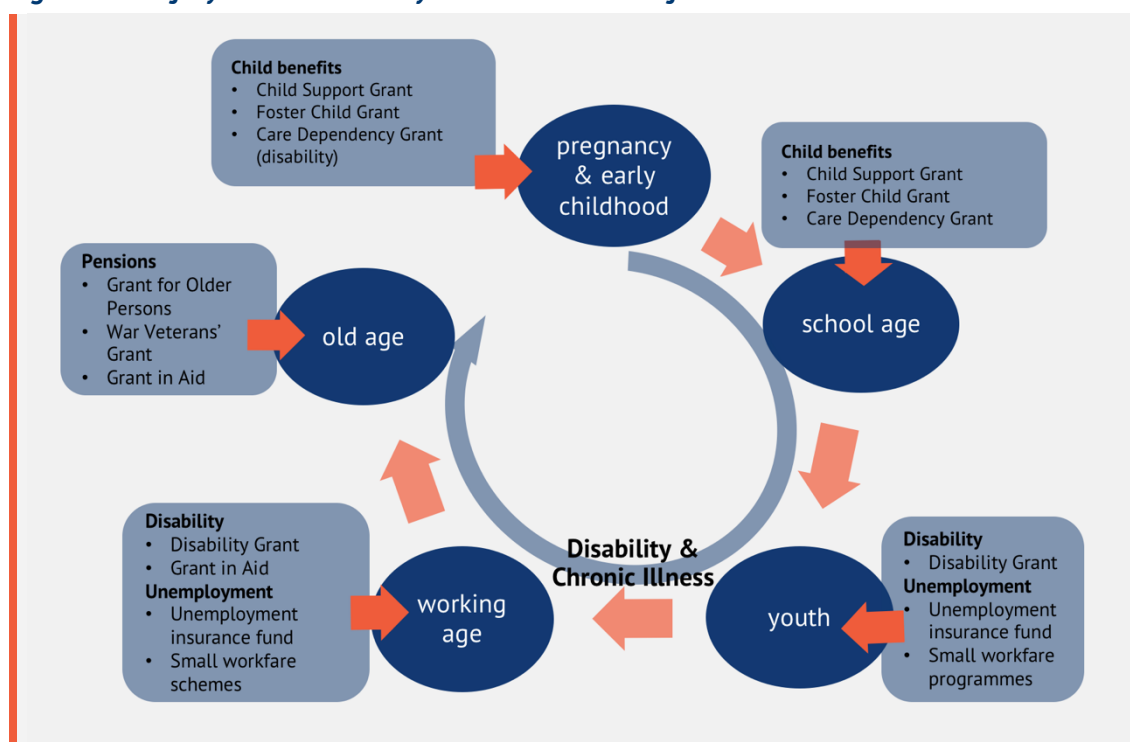 Child benefits
• Child Support Grant
• Foster Child Grant
• Care Dependency Grant
(disability)
pregnancy
& early
childhood
Child benefits
• Child Support Grant
• Foster Child Grant
• Care Dependency Grant
school age
Pensions
• Grant for Older
Persons
• War Veterans’
Grant
• Grant in Aid
old age
Disability
• Disability Grant
• Grant in Aid
Unemployment
• Unemployment
insurance fund
• Small workfare
schemes
working
age
Disability &
Chronic Illness
youth
Disability
• Disability Grant
Unemployment
• Unemployment
insurance fund
• Small workfare
programmes